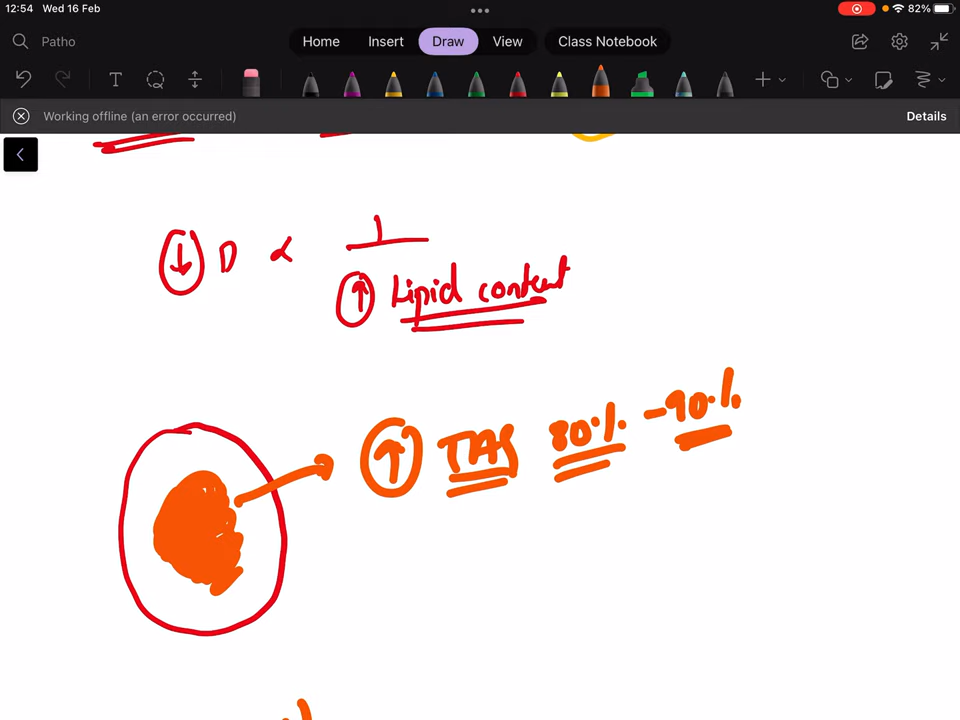 12:54 Wed 16 Feb 82%
Patho Home Insert Draw View Class Notebook
T
Working offline (an error occurred) Details
↓ D ∝ 1
↑ Lipid content
↑ TAG 80% - 90%